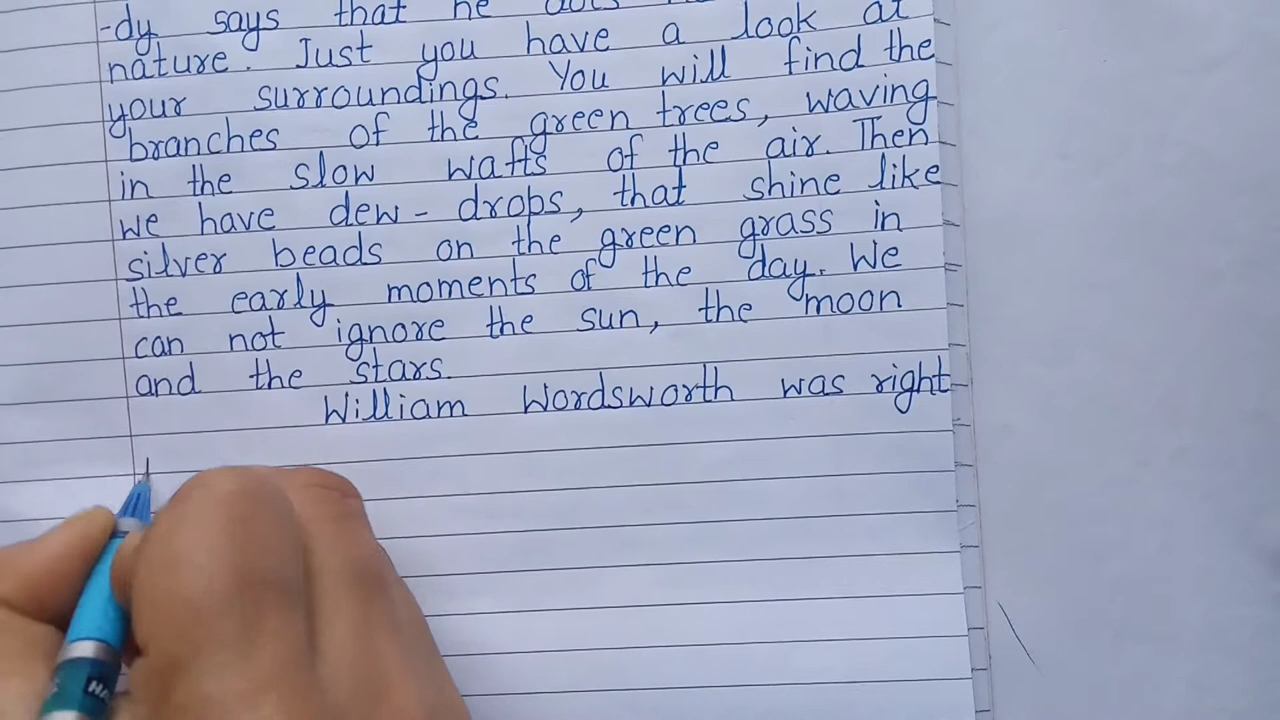 -dy says that he does
nature. Just you have a look at
your surroundings. You will find the
branches of the green trees, waving
in the slow wafts of the air. Then
we have dew-drops, that shine like
silver beads on the green grass in
the early moments of the day. We
can not ignore the sun, the moon
and the stars.
William Wordsworth was right